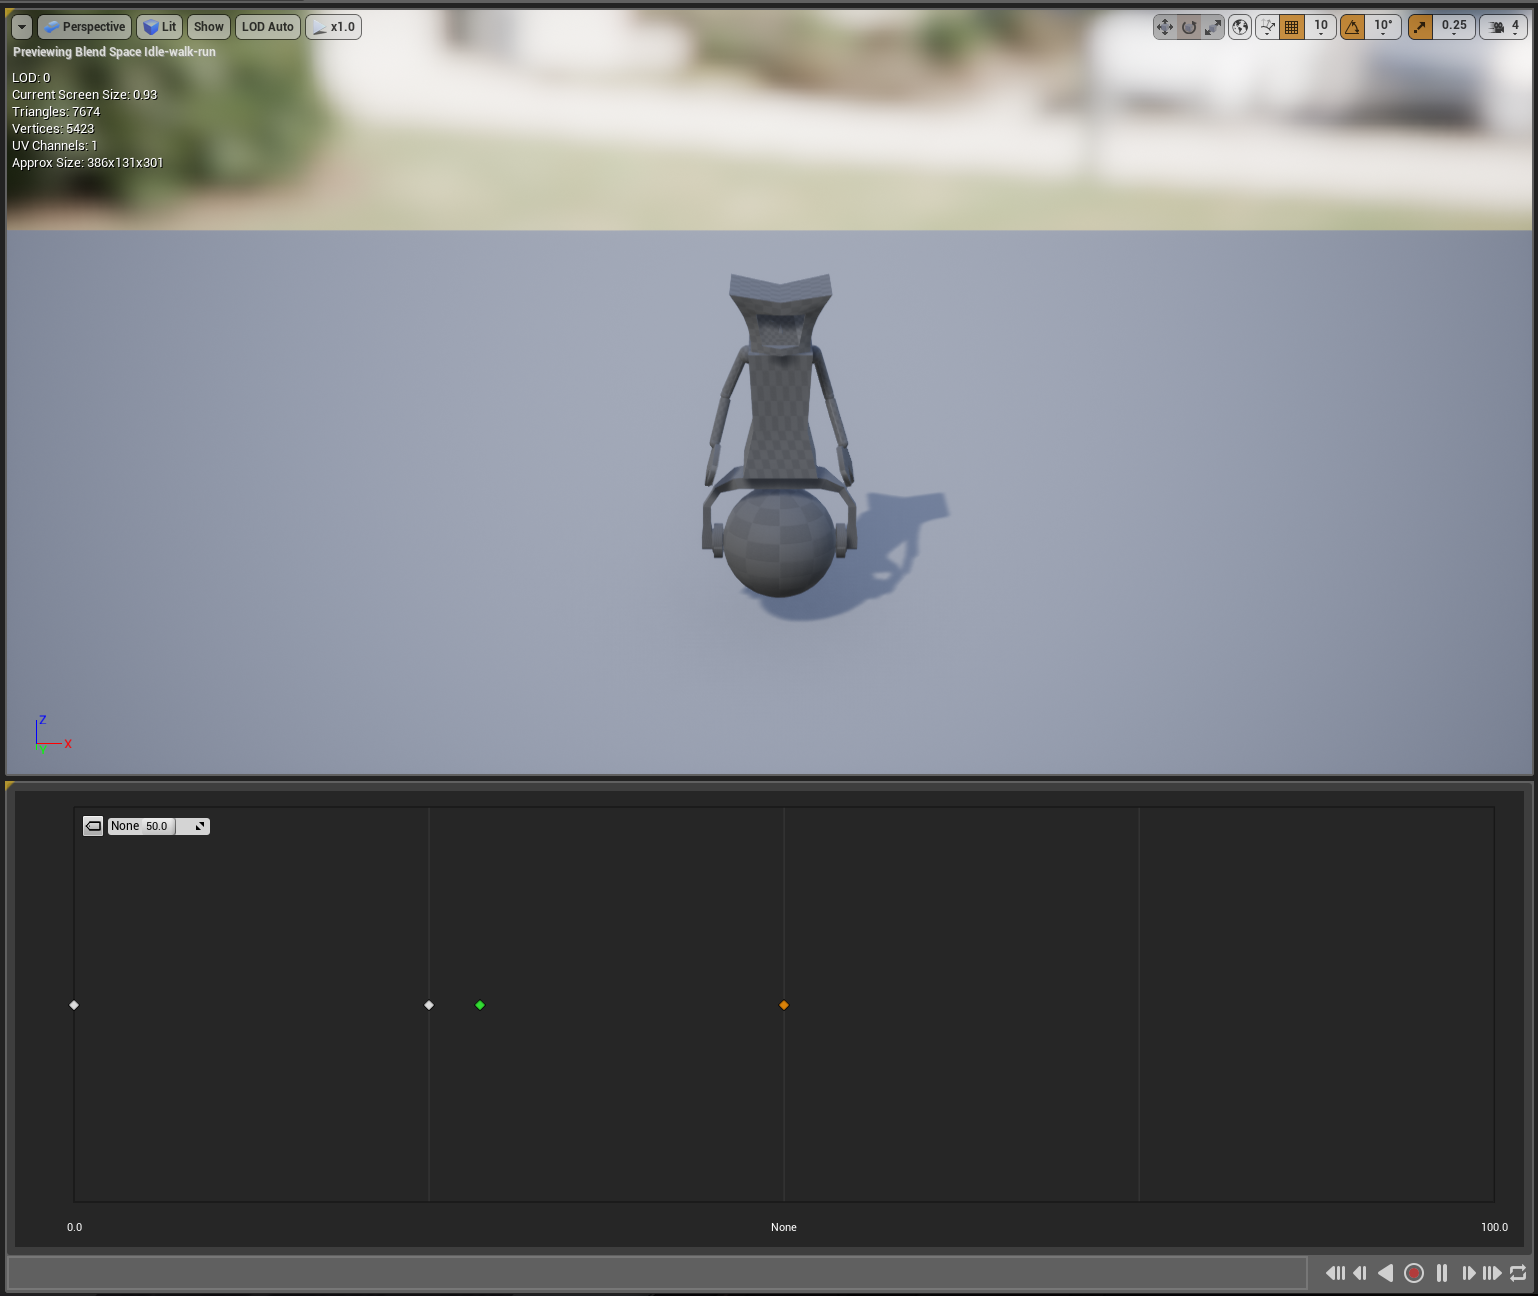 Perspective Lit Show LOD Auto x1.0 10 10° 0.25 4
Previewing Blend Space Idle-walk-run
LOD: 0
Current Screen Size: 0.93
Triangles: 7674
Vertices: 5423
UV Channels: 1
Approx Size: 386x131x301
Z
Y X
None 50.0
0.0 None 100.0